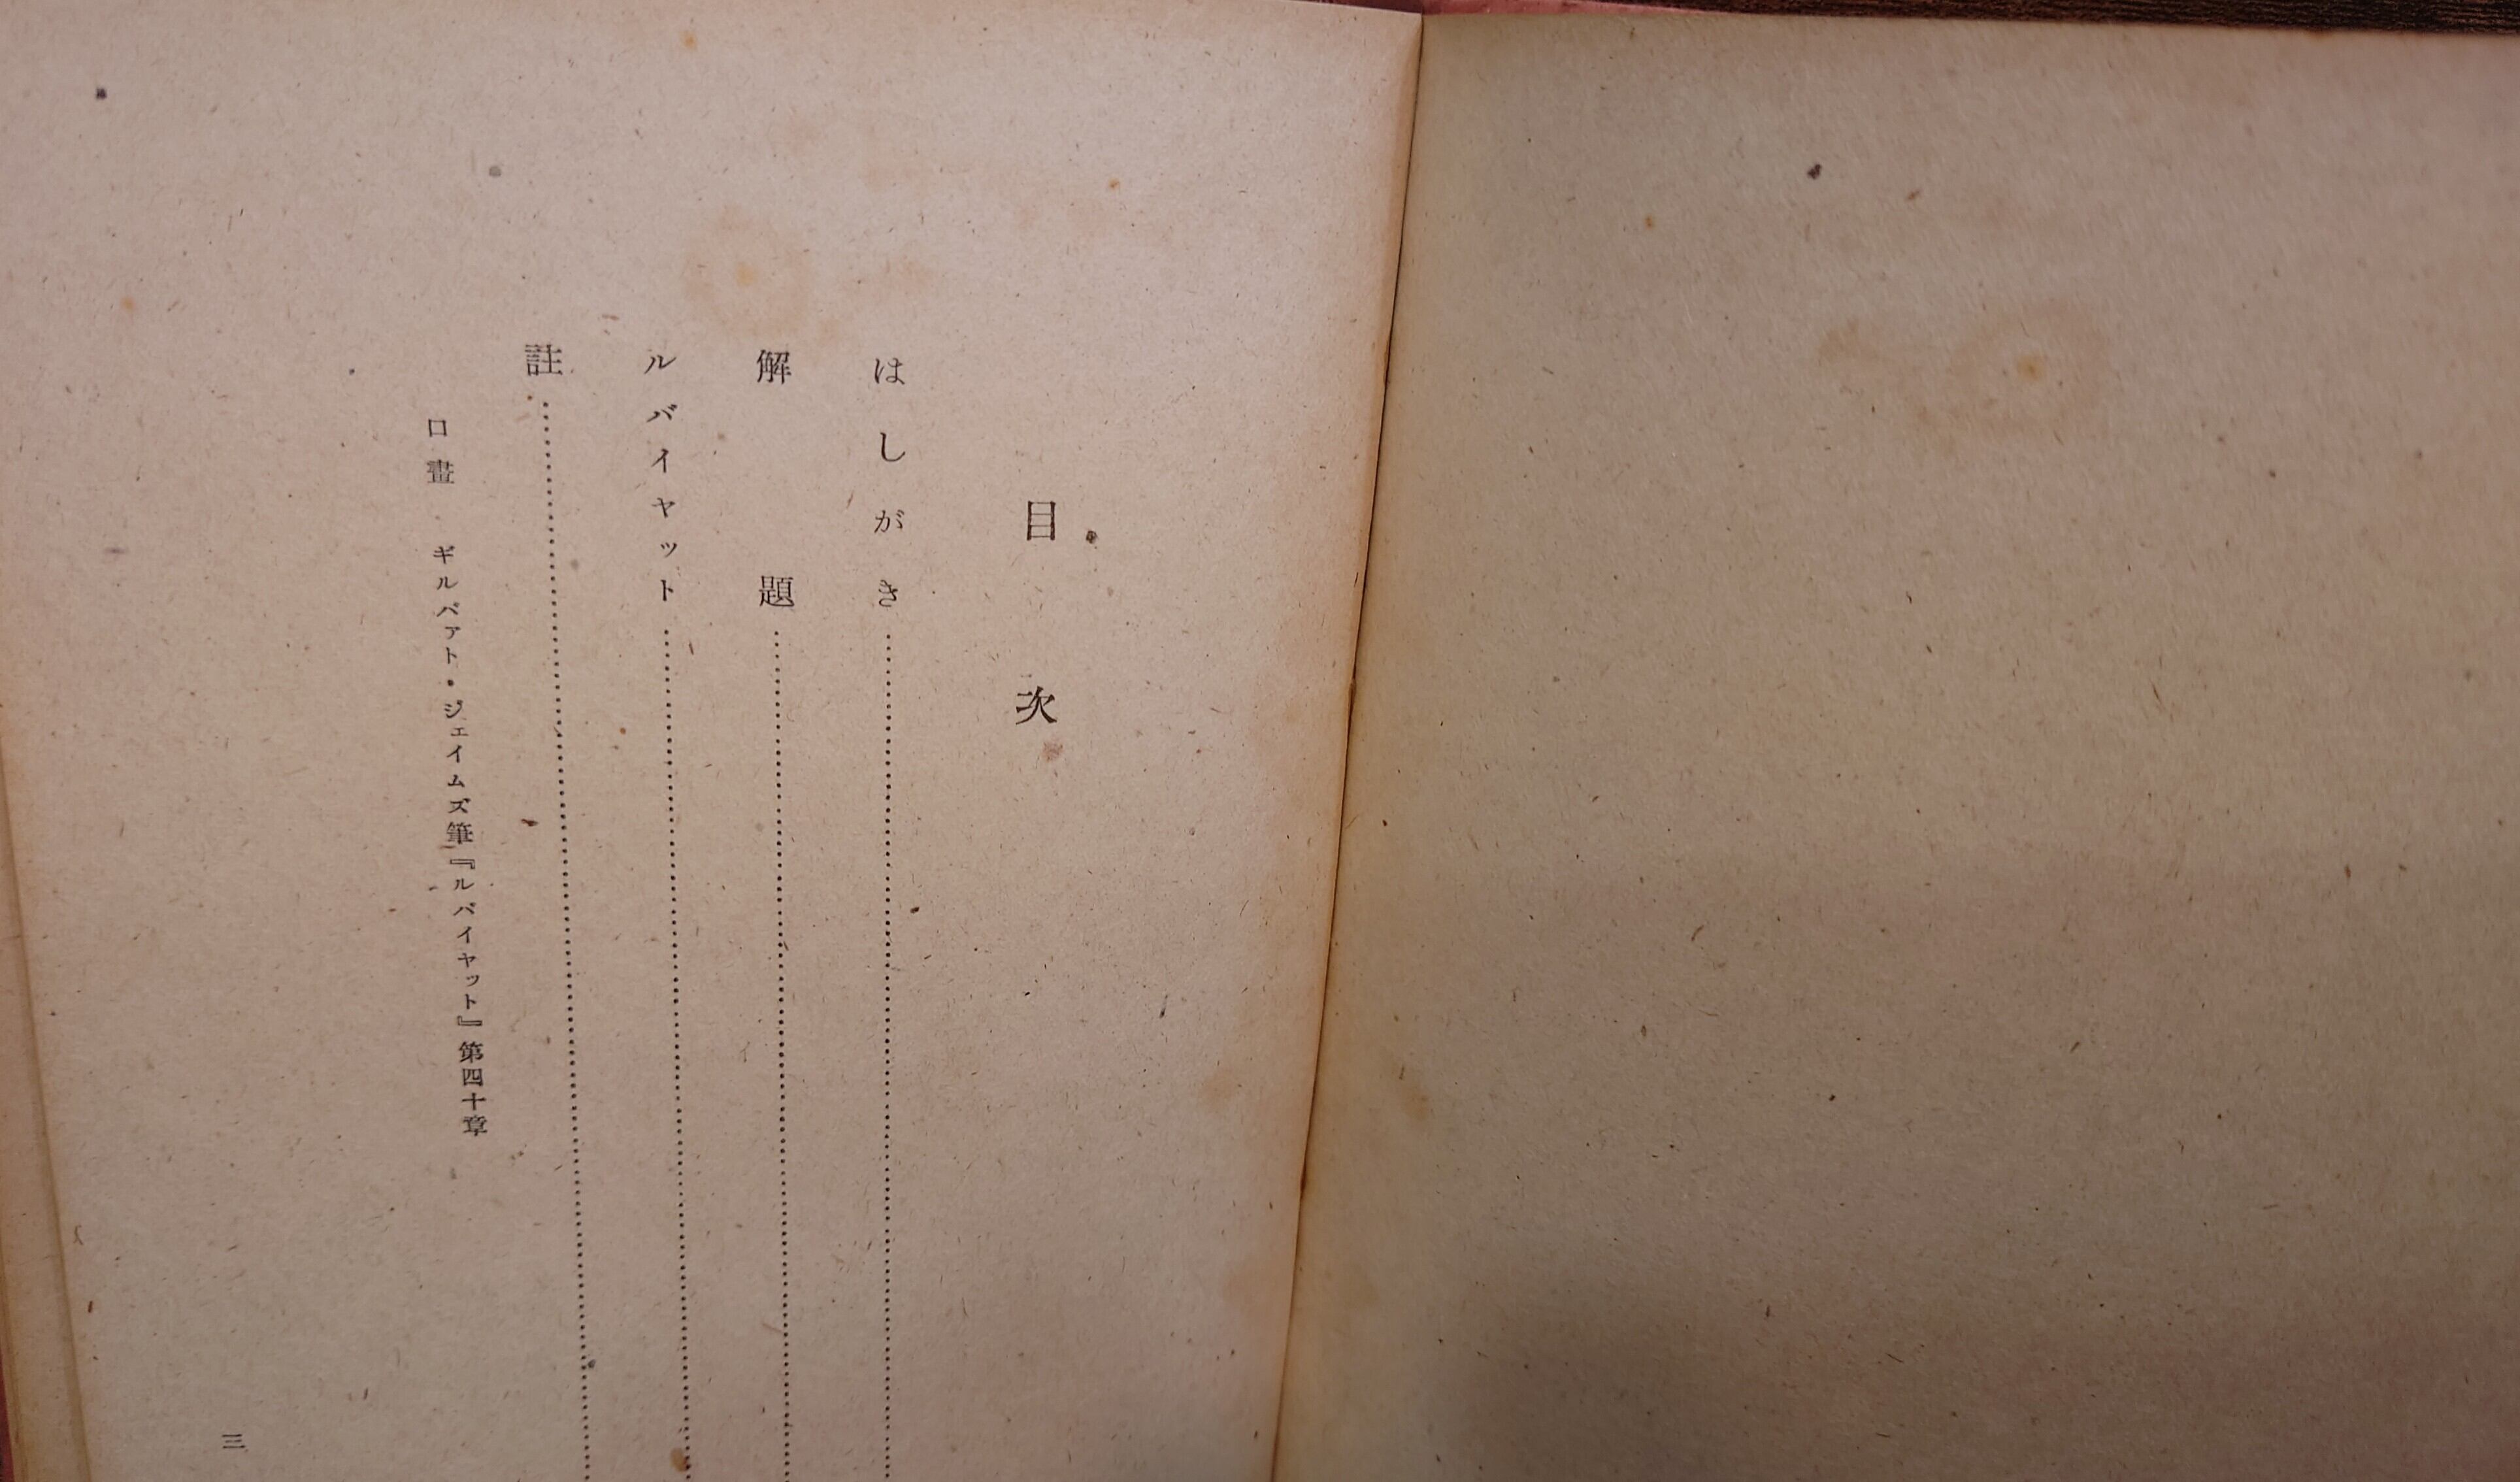 目次
はしがき
解題
ルバイヤット
註
口畫 ギルバァト・ジェイムズ筆『ルバイヤット』第四十章
三